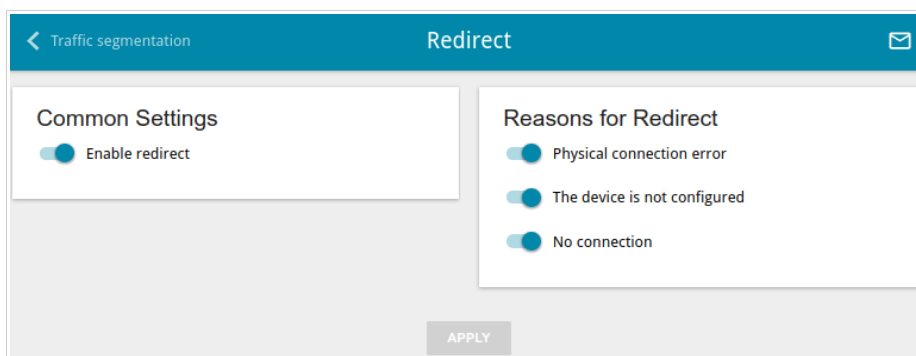 Traffic segmentation
Redirect
Common Settings
Enable redirect
Reasons for Redirect
Physical connection error
The device is not configured
No connection
APPLY